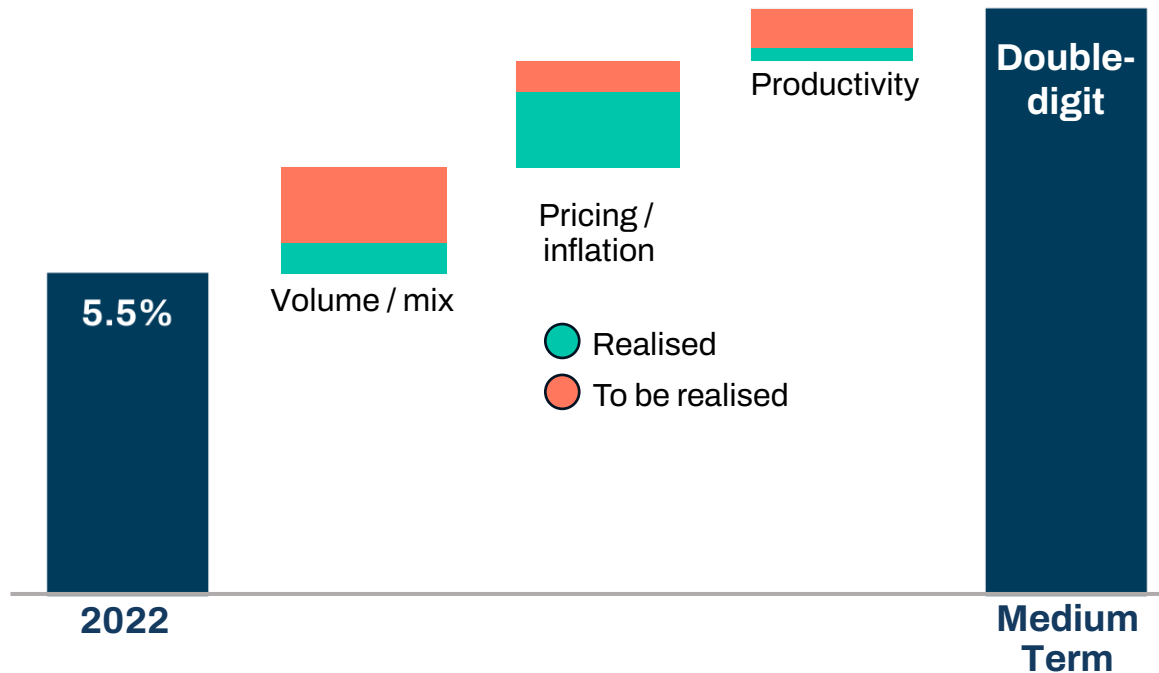 Double-
digit
Productivity
Pricing /
inflation
Volume / mix
5.5%
Realised
To be realised
2022
Medium
Term